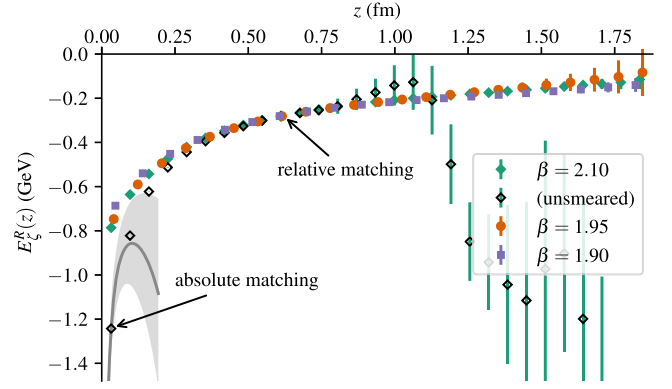 z (fm)
0.00 0.25 0.50 0.75 1.00 1.25 1.50 1.75
0.0
−0.2
−0.4
−0.6
−0.8
−1.0
−1.2
−1.4
E_ζ^R(z) (GeV)
relative matching
absolute matching
β = 2.10
(unsmeared)
β = 1.95
β = 1.90